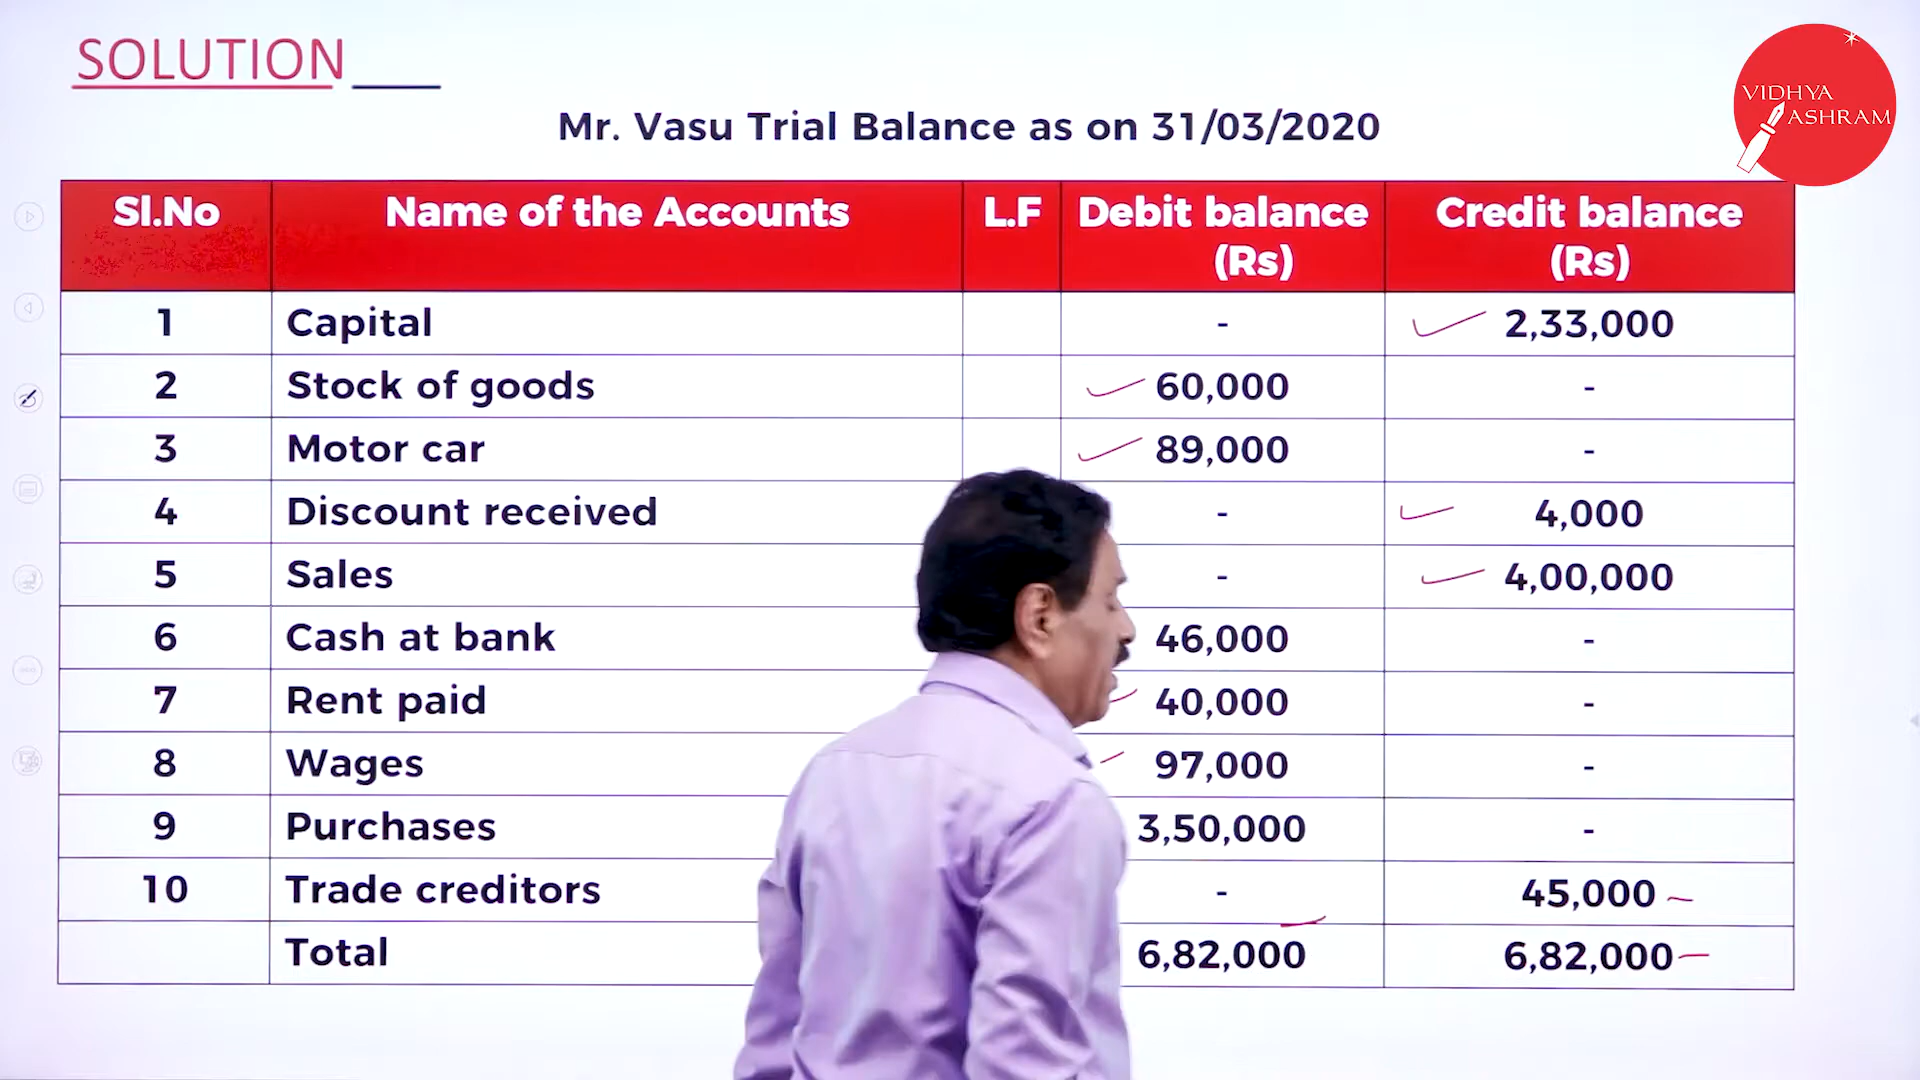 SOLUTION
VIDHYA
ASHRAM
Mr. Vasu Trial Balance as on 31/03/2020
Sl.No Name of the Accounts L.F Debit balance (Rs) Credit balance (Rs)
1 Capital - 2,33,000
2 Stock of goods 60,000 -
3 Motor car 89,000 -
4 Discount received - 4,000
5 Sales - 4,00,000
6 Cash at bank 46,000 -
7 Rent paid 40,000 -
8 Wages 97,000 -
9 Purchases 3,50,000 -
10 Trade creditors - 45,000
Total 6,82,000 6,82,000